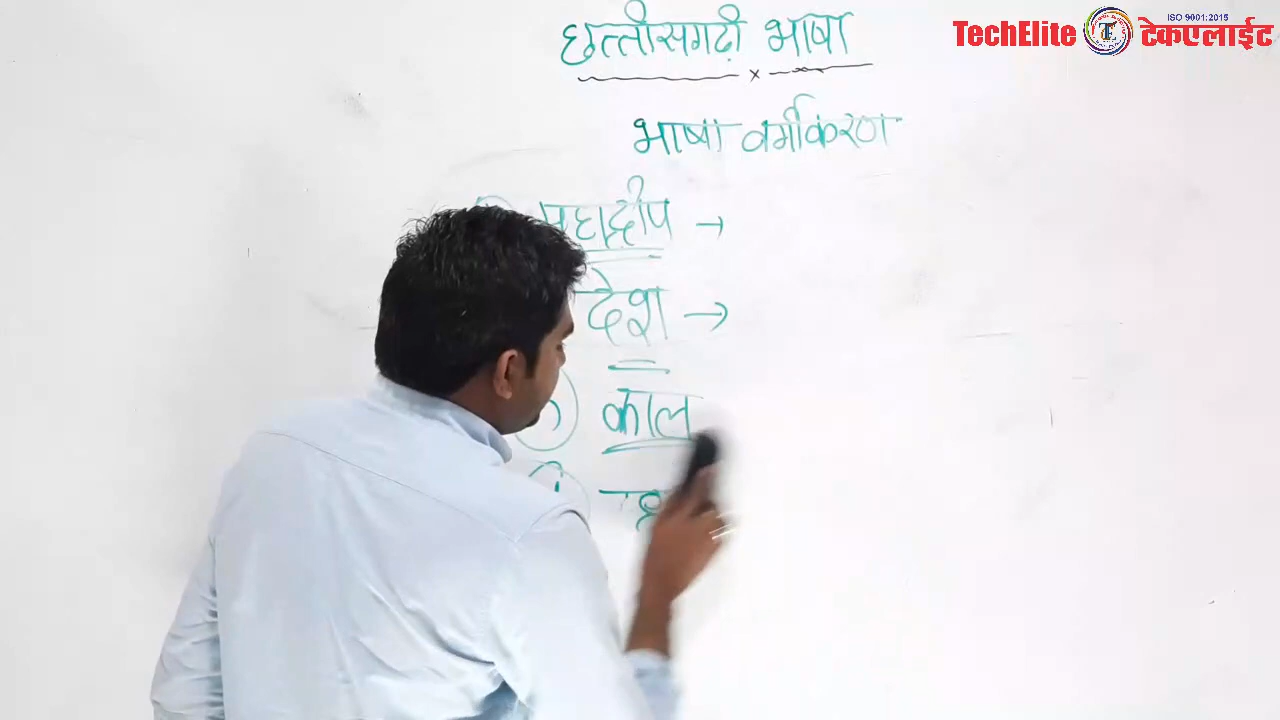 ISO 9001:2015
TechElite टेकएलाईट
छत्तीसगढ़ी भाषा
x
भाषा वर्गीकरण
महाद्वीप →
देश →
काल